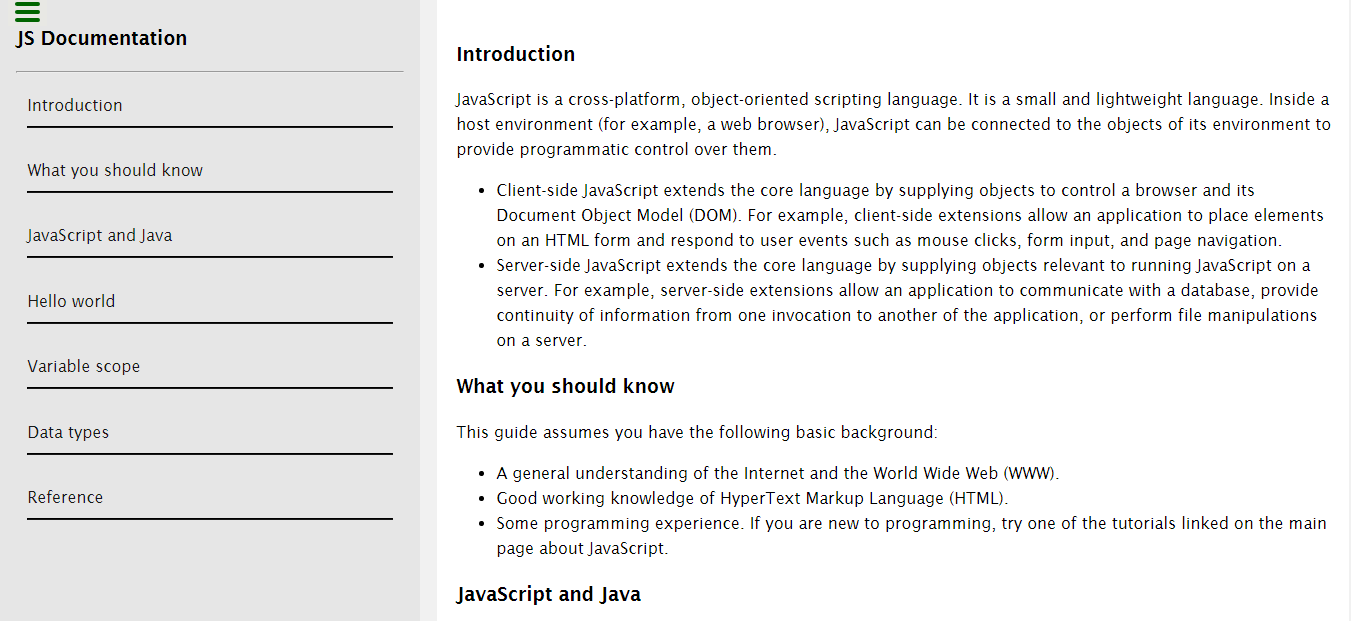 JS Documentation
Introduction
What you should know
JavaScript and Java
Hello world
Variable scope
Data types
Reference
Introduction
JavaScript is a cross-platform, object-oriented scripting language. It is a small and lightweight language. Inside a
host environment (for example, a web browser), JavaScript can be connected to the objects of its environment to
provide programmatic control over them.
• Client-side JavaScript extends the core language by supplying objects to control a browser and its
Document Object Model (DOM). For example, client-side extensions allow an application to place elements
on an HTML form and respond to user events such as mouse clicks, form input, and page navigation.
• Server-side JavaScript extends the core language by supplying objects relevant to running JavaScript on a
server. For example, server-side extensions allow an application to communicate with a database, provide
continuity of information from one invocation to another of the application, or perform file manipulations
on a server.
What you should know
This guide assumes you have the following basic background:
• A general understanding of the Internet and the World Wide Web (WWW).
• Good working knowledge of HyperText Markup Language (HTML).
• Some programming experience. If you are new to programming, try one of the tutorials linked on the main
page about JavaScript.
JavaScript and Java